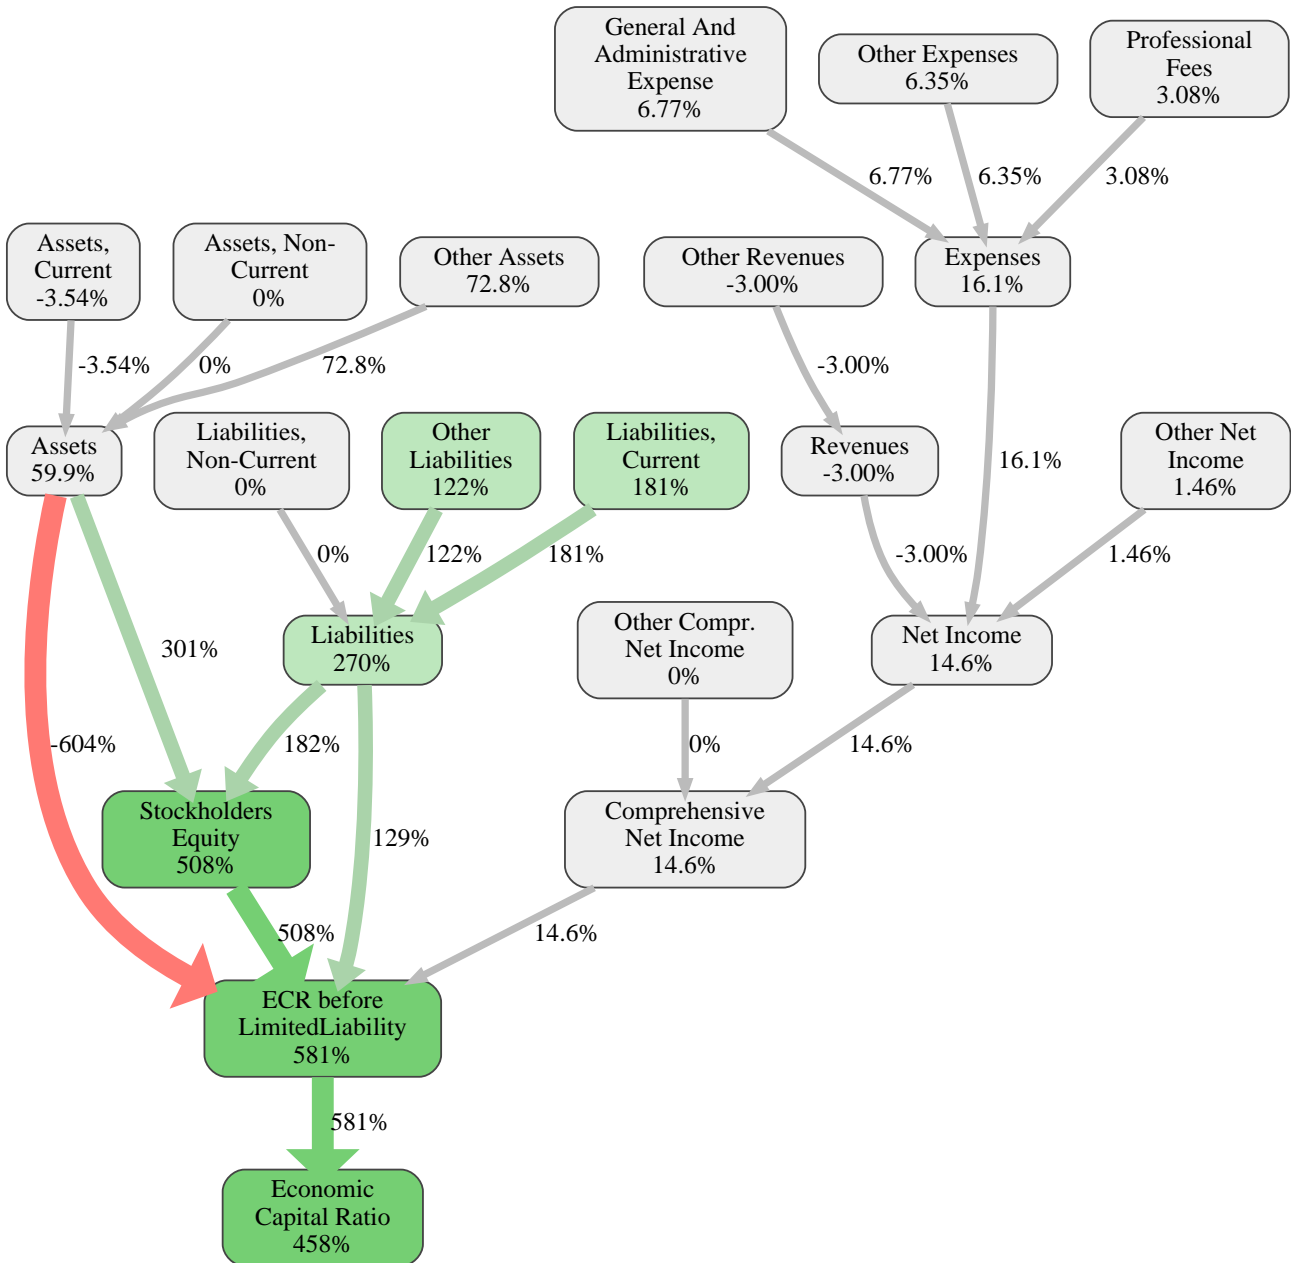 General And
Administrative
Expense
6.77%
Other Expenses
6.35%
Professional
Fees
3.08%
6.77%
6.35%
3.08%
Assets,
Current
-3.54%
Assets, Non-
Current
0%
Other Assets
72.8%
Other Revenues
-3.00%
Expenses
16.1%
-3.54%
0%
72.8%
-3.00%
Assets
59.9%
Liabilities,
Non-Current
0%
Other
Liabilities
122%
Liabilities,
Current
181%
Revenues
-3.00%
16.1%
Other Net
Income
1.46%
0%
122%
181%
-3.00%
1.46%
301%
Liabilities
270%
Other Compr.
Net Income
0%
Net Income
14.6%
-604%
182%
0%
14.6%
Stockholders
Equity
508%
129%
Comprehensive
Net Income
14.6%
508%
14.6%
ECR before
LimitedLiability
581%
581%
Economic
Capital Ratio
458%